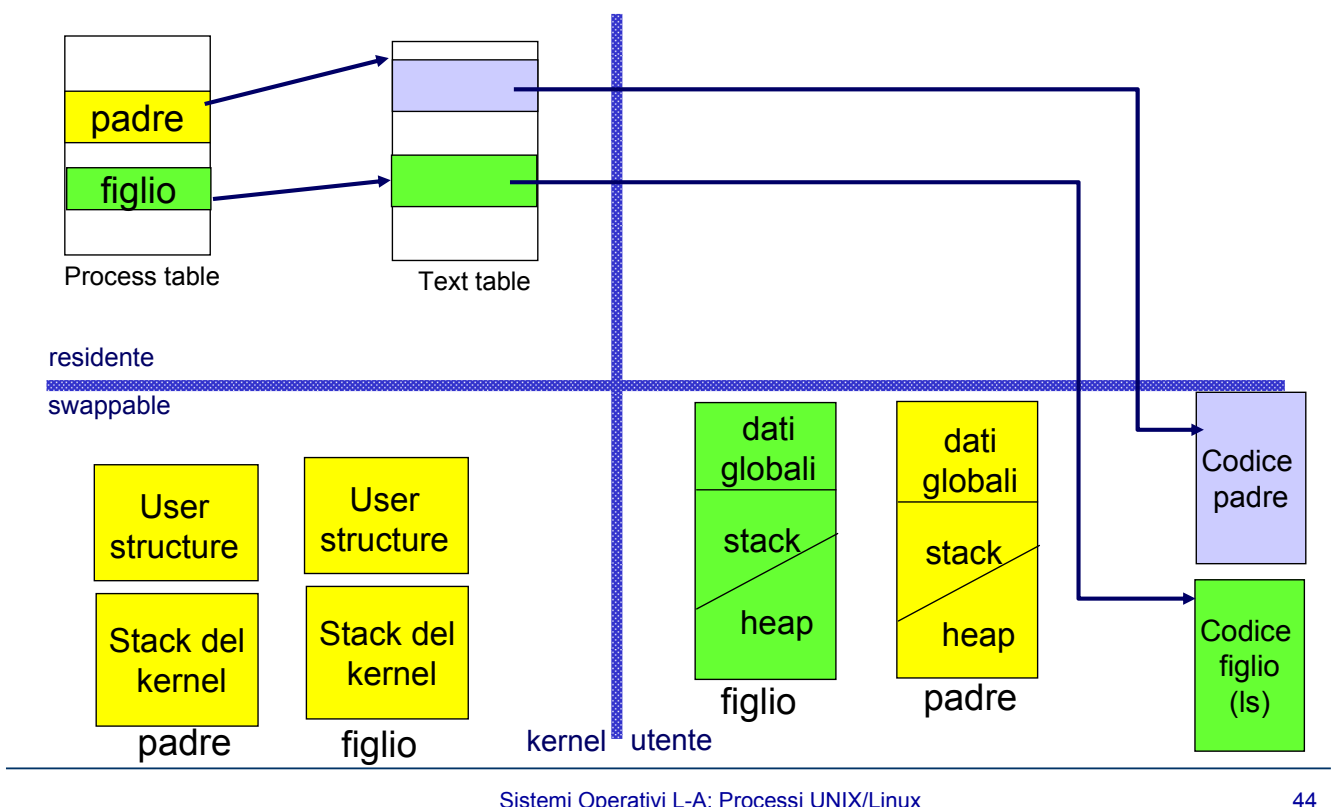 padre
figlio
Process table
Text table
residente
swappable
User
structure
Stack del
kernel
padre
User
structure
Stack del
kernel
figlio
kernel
utente
dati
globali
stack
heap
figlio
dati
globali
stack
heap
padre
Codice
padre
Codice
figlio
(ls)
Sistemi Operativi L-A: Processi UNIX/Linux
44